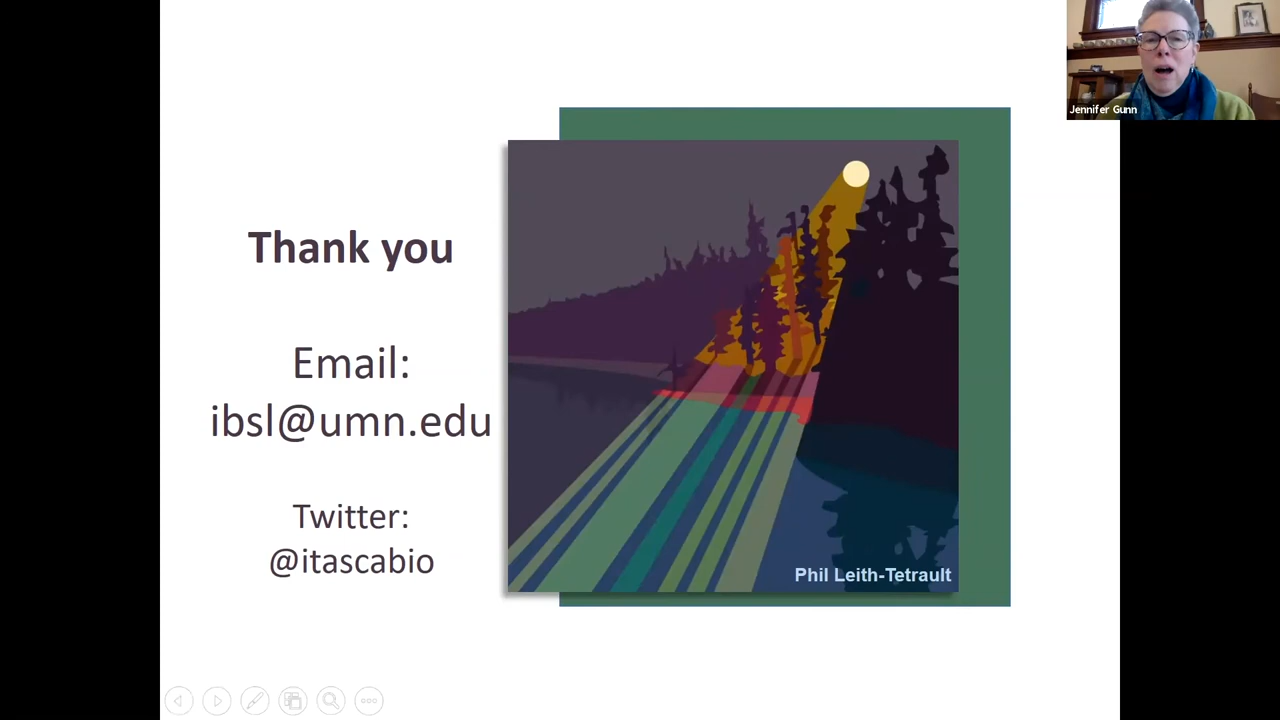 Jennifer Gunn
Thank you
Email:
ibsl@umn.edu
Twitter:
@itascabio
Phil Leith-Tetrault